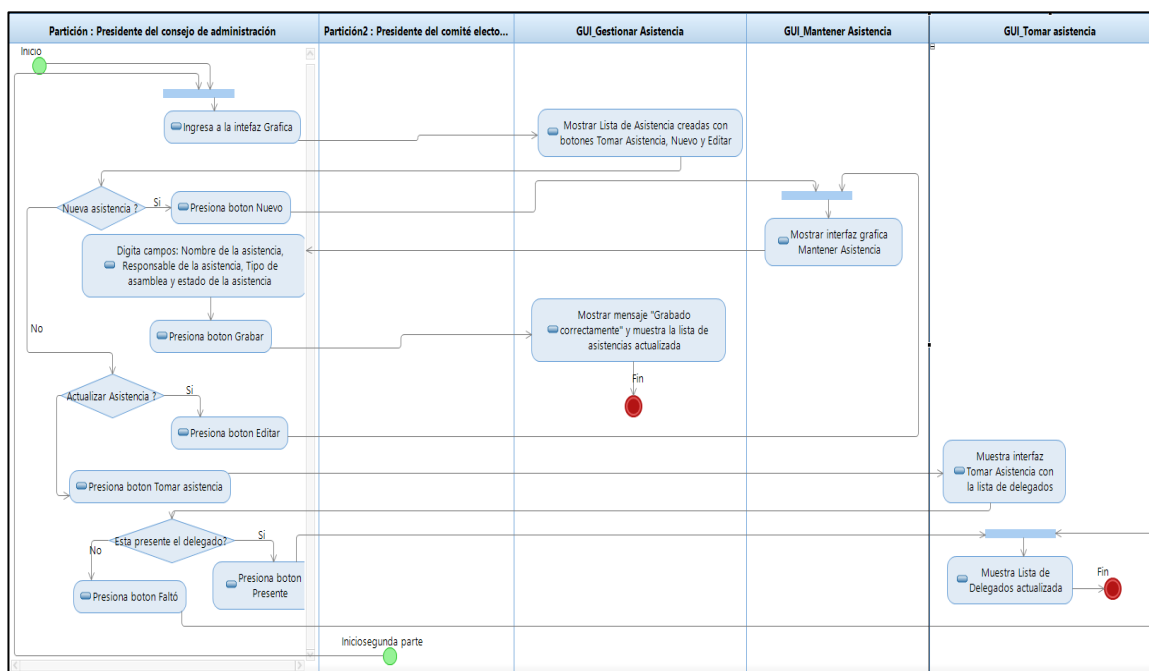 Partición : Presidente del consejo de administración
Partición2 : Presidente del comité electo...
GUI_Gestionar Asistencia
GUI_Mantener Asistencia
GUI_Tomar asistencia
Inicio
Ingresa a la intefaz Grafica
Mostrar Lista de Asistencia creadas con
botones Tomar Asistencia, Nuevo y Editar
Nueva asistencia ?
Si
Presiona boton Nuevo
Mostrar interfaz grafica
Mantener Asistencia
Digita campos: Nombre de la asistencia,
Responsable de la asistencia, Tipo de
asamblea y estado de la asistencia
No
Presiona boton Grabar
Mostrar mensaje "Grabado
correctamente" y muestra la lista de
asistencias actualizada
Fin
Actualizar Asistencia ?
Si
Presiona boton Editar
Presiona boton Tomar asistencia
Muestra interfaz
Tomar Asistencia con
la lista de delegados
Esta presente el delegado?
Si
No
Presiona boton
Presente
Presiona boton Faltó
Muestra Lista de
Delegados actualizada
Fin
Iniciosegunda parte